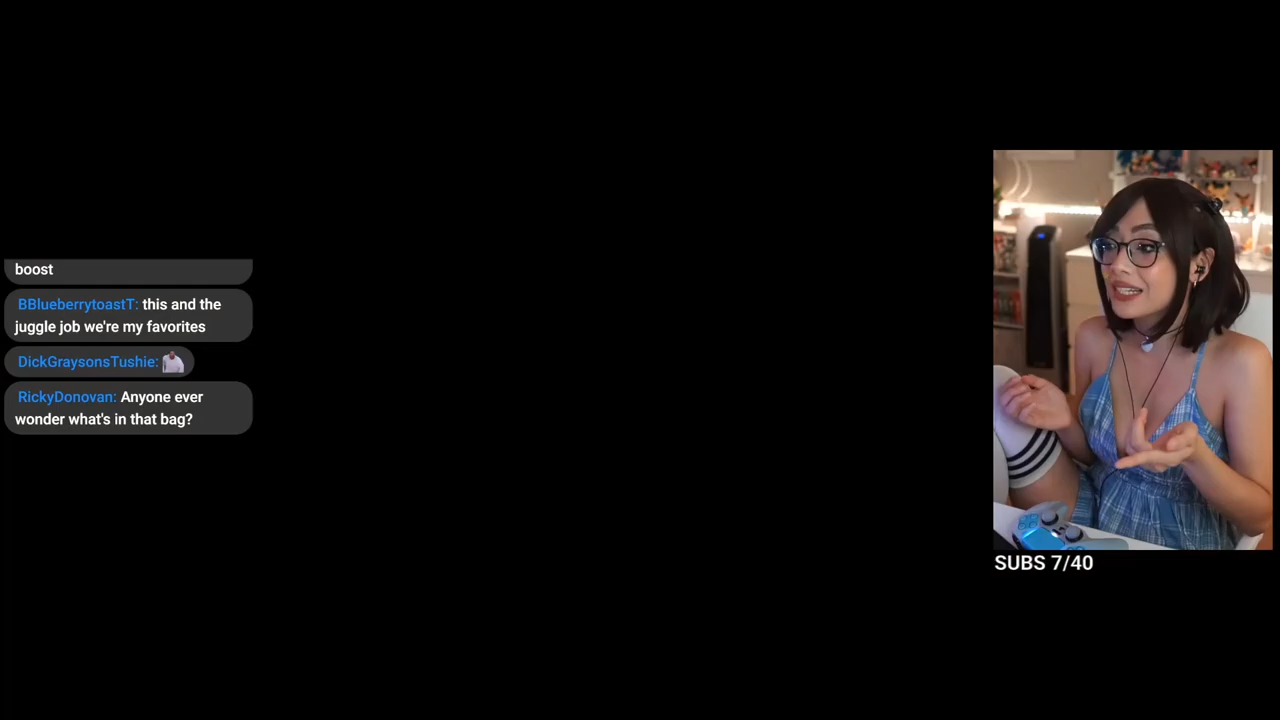 boost
BBlueberrytoastT: this and the
juggle job we're my favorites
DickGraysonsTushie:
RickyDonovan: Anyone ever
wonder what's in that bag?
SUBS 7/40